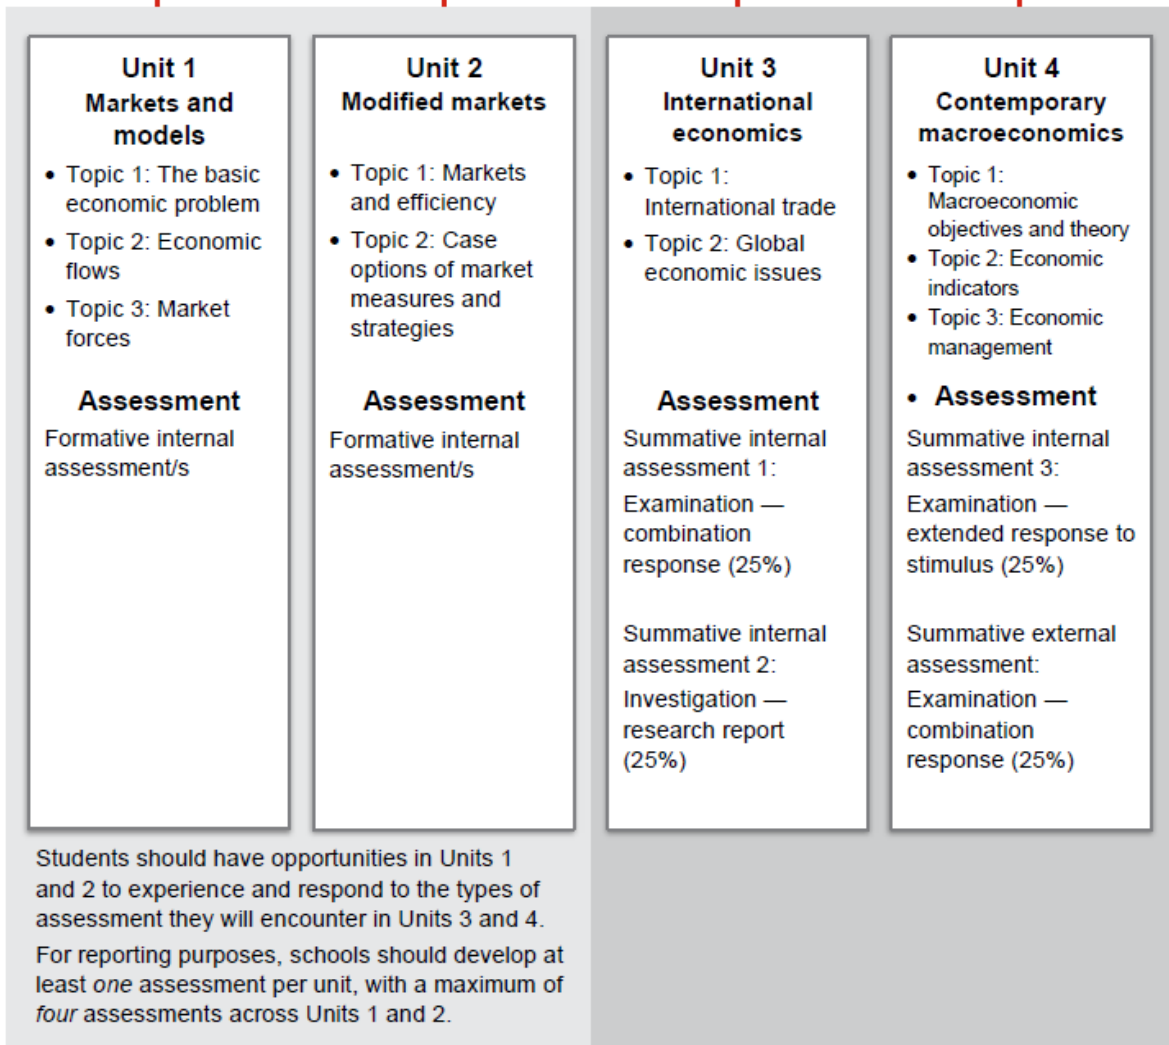 Unit 1
Markets and
models
• Topic 1: The basic
economic problem
• Topic 2: Economic
flows
• Topic 3: Market
forces
Assessment
Formative internal
assessment/s
Unit 2
Modified markets
• Topic 1: Markets
and efficiency
• Topic 2: Case
options of market
measures and
strategies
Assessment
Formative internal
assessment/s
Unit 3
International
economics
• Topic 1:
International trade
• Topic 2: Global
economic issues
Assessment
Summative internal
assessment 1:
Examination —
combination
response (25%)
Summative internal
assessment 2:
Investigation —
research report
(25%)
Unit 4
Contemporary
macroeconomics
• Topic 1:
Macroeconomic
objectives and theory
• Topic 2: Economic
indicators
• Topic 3: Economic
management
• Assessment
Summative internal
assessment 3:
Examination —
extended response to
stimulus (25%)
Summative external
assessment:
Examination —
combination
response (25%)
Students should have opportunities in Units 1
and 2 to experience and respond to the types of
assessment they will encounter in Units 3 and 4.
For reporting purposes, schools should develop at
least one assessment per unit, with a maximum of
four assessments across Units 1 and 2.